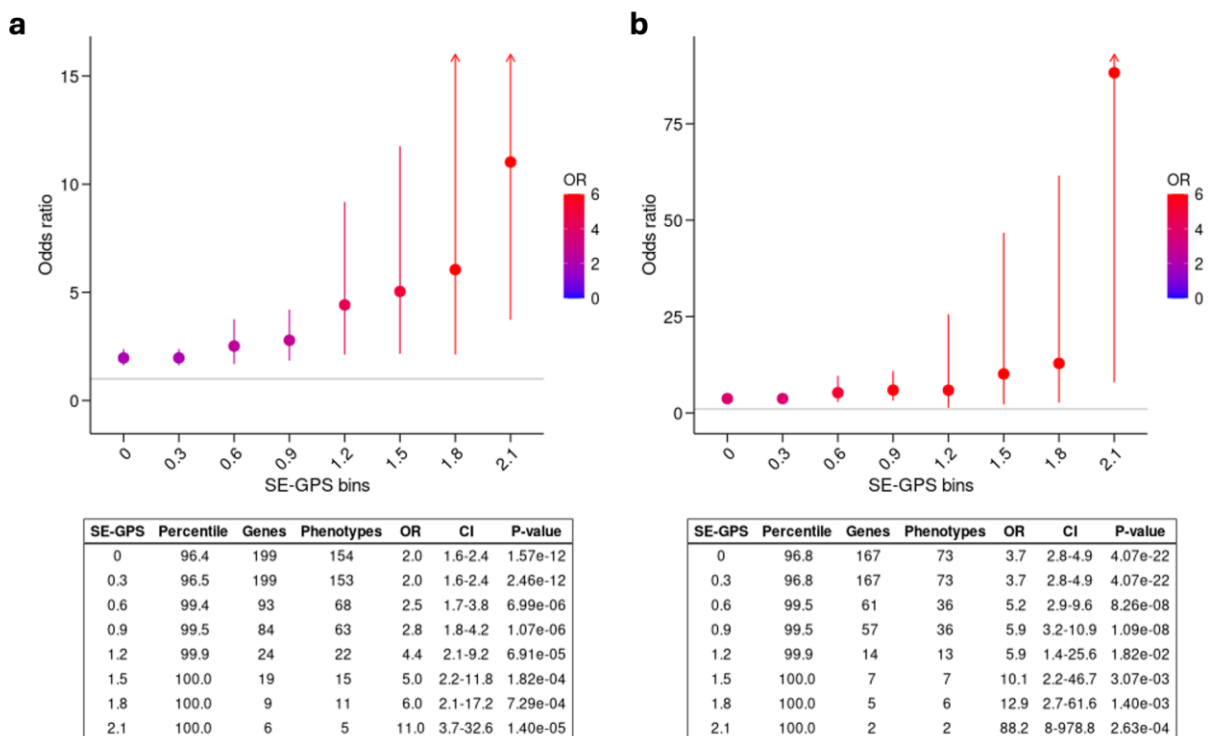 a
15
10
5
0
Odds ratio
0 0.3 0.6 0.9 1.2 1.5 1.8 2.1
SE-GPS bins
OR
6
4
2
0
SE-GPS Percentile Genes Phenotypes OR CI P-value
0 96.4 199 154 2.0 1.6-2.4 1.57e-12
0.3 96.5 199 153 2.0 1.6-2.4 2.46e-12
0.6 99.4 93 68 2.5 1.7-3.8 6.99e-06
0.9 99.5 84 63 2.8 1.8-4.2 1.07e-06
1.2 99.9 24 22 4.4 2.1-9.2 6.91e-05
1.5 100.0 19 15 5.0 2.2-11.8 1.82e-04
1.8 100.0 9 11 6.0 2.1-17.2 7.29e-04
2.1 100.0 6 5 11.0 3.7-32.6 1.40e-05
b
75
50
25
0
Odds ratio
0 0.3 0.6 0.9 1.2 1.5 1.8 2.1
SE-GPS bins
OR
6
4
2
0
SE-GPS Percentile Genes Phenotypes OR CI P-value
0 96.8 167 73 3.7 2.8-4.9 4.07e-22
0.3 96.8 167 73 3.7 2.8-4.9 4.07e-22
0.6 99.5 61 36 5.2 2.9-9.6 8.26e-08
0.9 99.5 57 36 5.9 3.2-10.9 1.09e-08
1.2 99.9 14 13 5.9 1.4-25.6 1.82e-02
1.5 100.0 7 7 10.1 2.2-46.7 3.07e-03
1.8 100.0 5 6 12.9 2.7-61.6 1.40e-03
2.1 100.0 2 2 88.2 8-978.8 2.63e-04